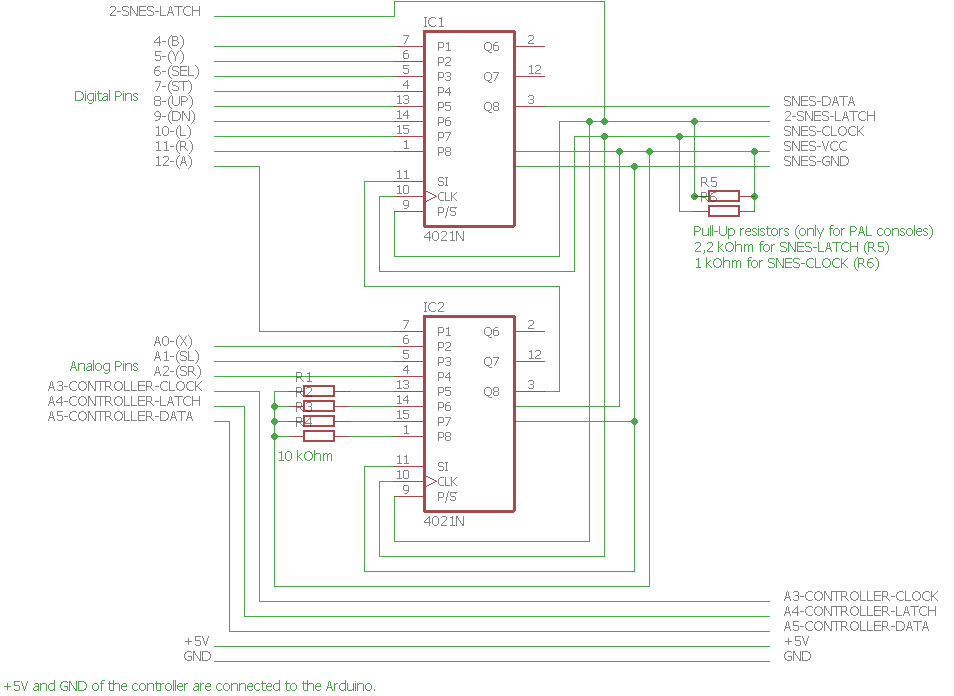 2-SNES-LATCH
4-(B)
5-(Y)
6-(SEL)
7-(ST)
8-(UP)
9-(DN)
10-(L)
11-(R)
12-(A)
Digital Pins
IC1
7 P1 Q6 2
6 P2
5 P3 Q7 12
4 P4
13 P5 Q8 3
14 P6
15 P7
1 P8
11 SI
10 CLK
9 P/S
4021N
SNES-DATA
2-SNES-LATCH
SNES-CLOCK
SNES-VCC
SNES-GND
R5
R6
Pull-Up resistors (only for PAL consoles)
2,2 kOhm for SNES-LATCH (R5)
1 kOhm for SNES-CLOCK (R6)
IC2
7 P1 Q6 2
6 P2
5 P3 Q7 12
4 P4
13 P5 Q8 3
14 P6
15 P7
1 P8
11 SI
10 CLK
9 P/S
4021N
A0-(X)
A1-(SL)
A2-(SR)
Analog Pins
A3-CONTROLLER-CLOCK
A4-CONTROLLER-LATCH
A5-CONTROLLER-DATA
R1
R2
R3
R4
10 kOhm
+5V
GND
A3-CONTROLLER-CLOCK
A4-CONTROLLER-LATCH
A5-CONTROLLER-DATA
+5V
GND
+5V and GND of the controller are connected to the Arduino.